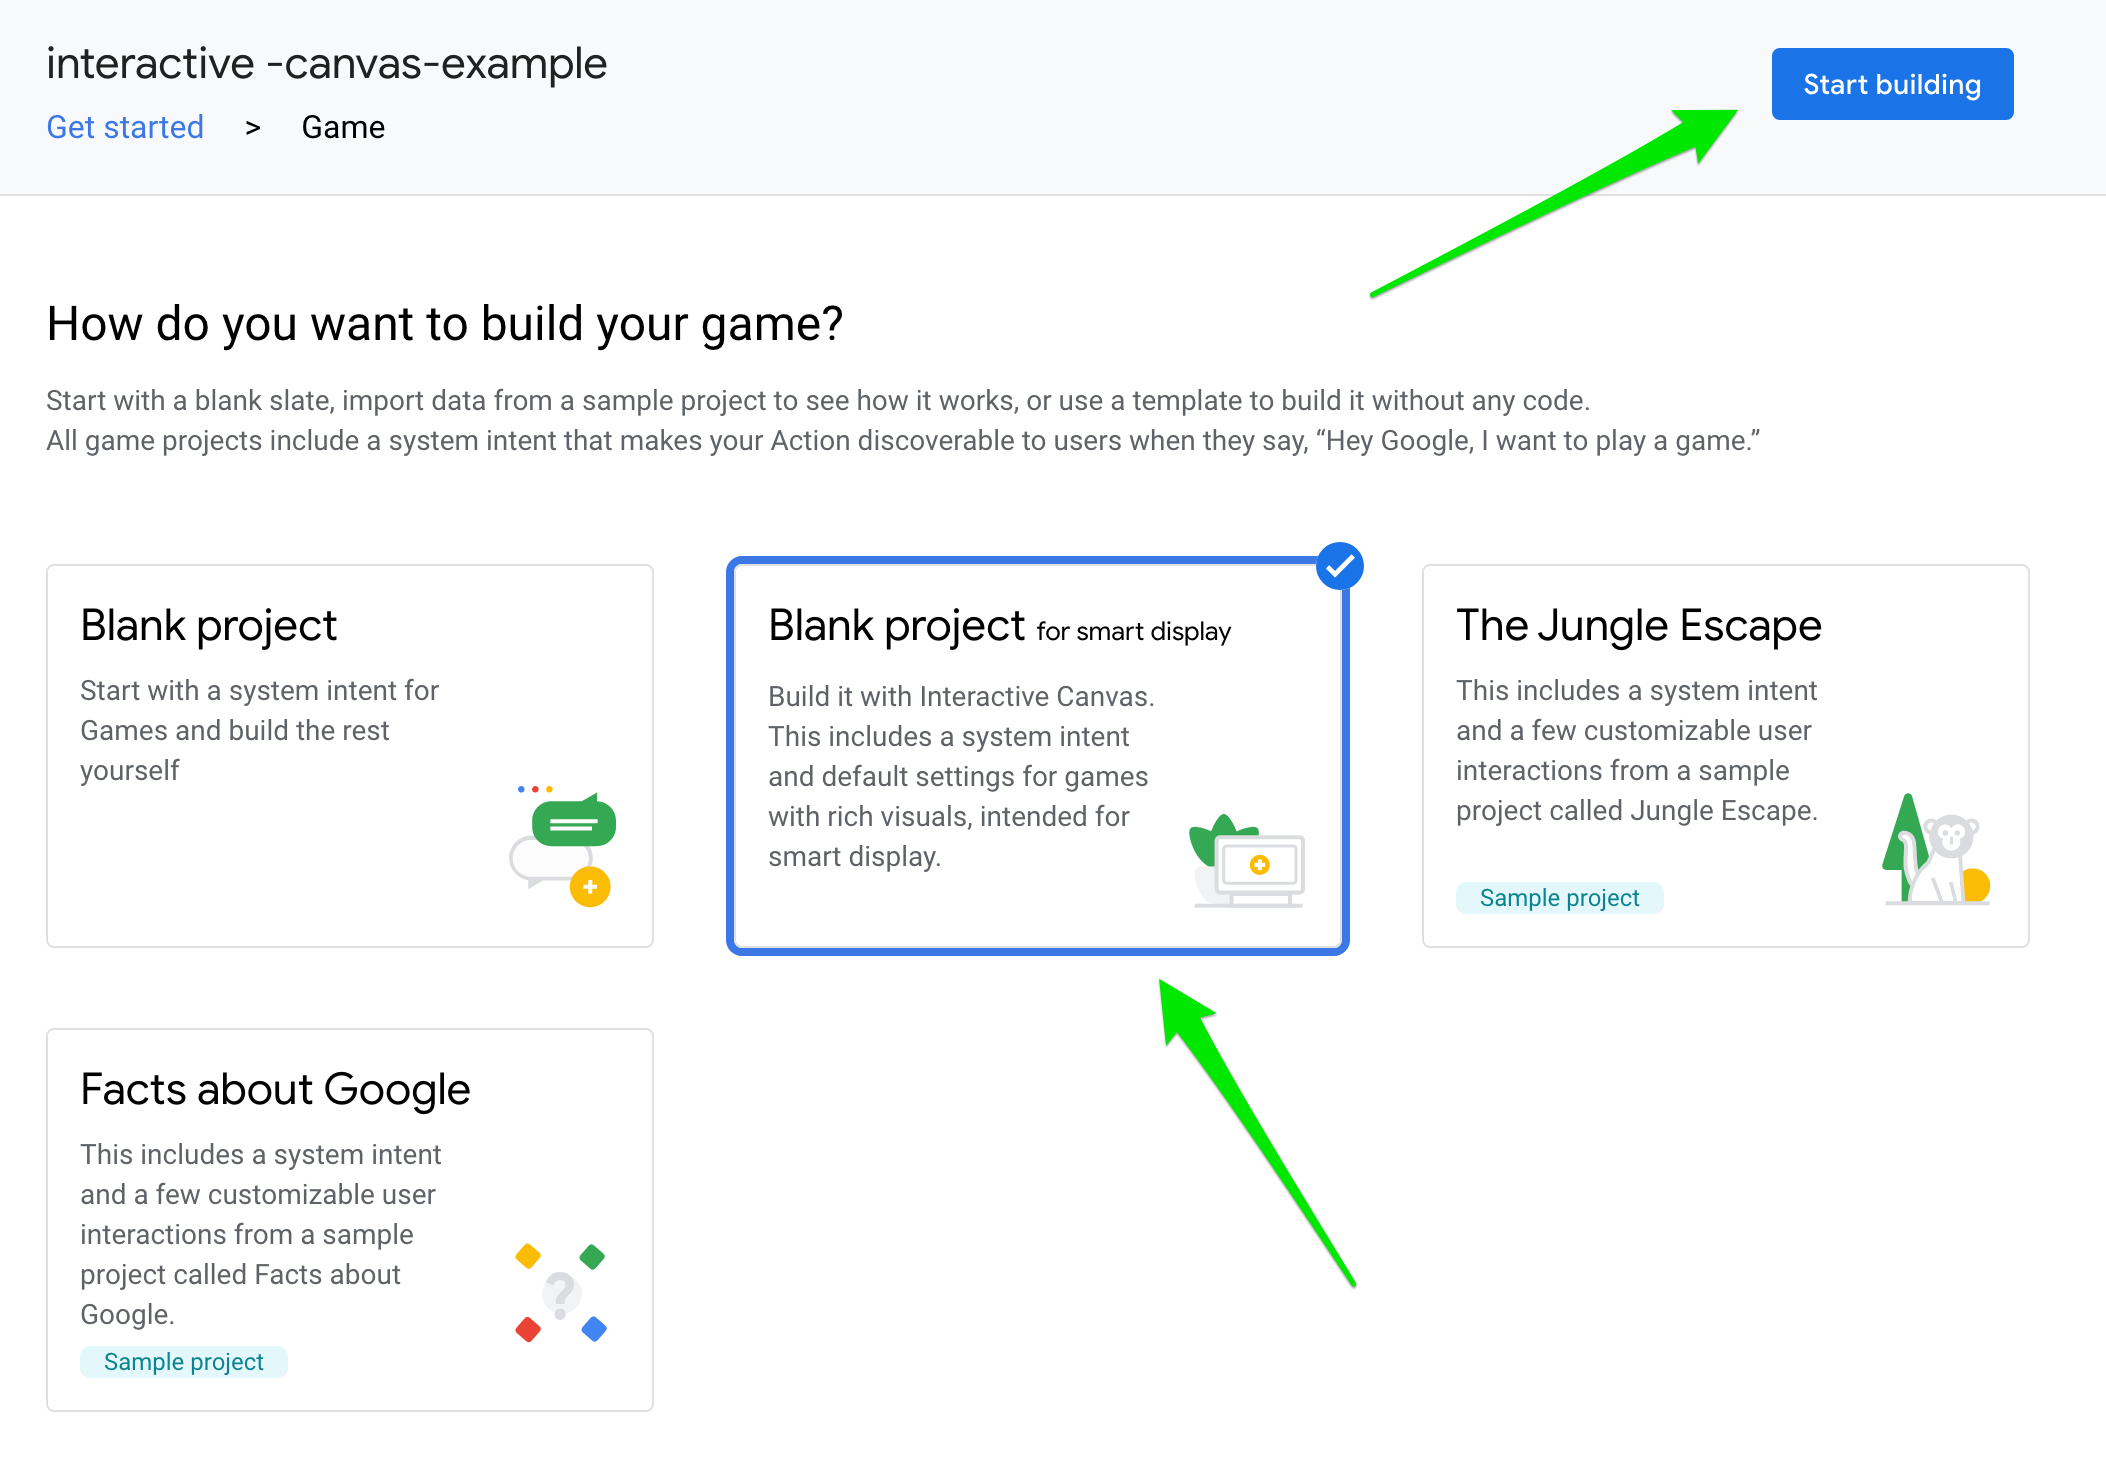 interactive -canvas-example
Start building
Get started > Game
How do you want to build your game?
Start with a blank slate, import data from a sample project to see how it works, or use a template to build it without any code.
All game projects include a system intent that makes your Action discoverable to users when they say, “Hey Google, I want to play a game.”
Blank project
Start with a system intent for
Games and build the rest
yourself
Blank project for smart display
Build it with Interactive Canvas.
This includes a system intent
and default settings for games
with rich visuals, intended for
smart display.
The Jungle Escape
This includes a system intent
and a few customizable user
interactions from a sample
project called Jungle Escape.
Sample project
Facts about Google
This includes a system intent
and a few customizable user
interactions from a sample
project called Facts about
Google.
?
Sample project